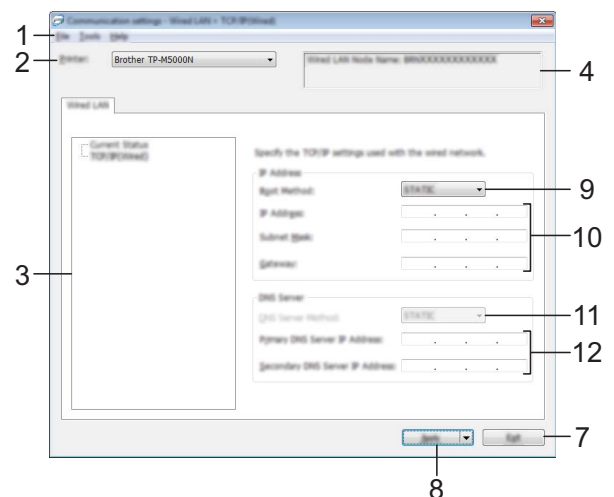 Communication settings - Wired LAN > TCP/IP(Wired)
1
File Tools Help
2
Printer:
Brother TP-M5000N
Wired LAN Node Name: BRNXXXXXXXXXXXX
4
Wired LAN
Current Status
TCP/IP(Wired)
Specify the TCP/IP settings used with the wired network.
IP Address
Boot Method:
STATIC
9
IP Address:
10
Subnet Mask:
Gateway:
3
DNS Server
DNS Server Method:
STATIC
11
Primary DNS Server IP Address:
12
Secondary DNS Server IP Address:
Apply
Exit
7
8